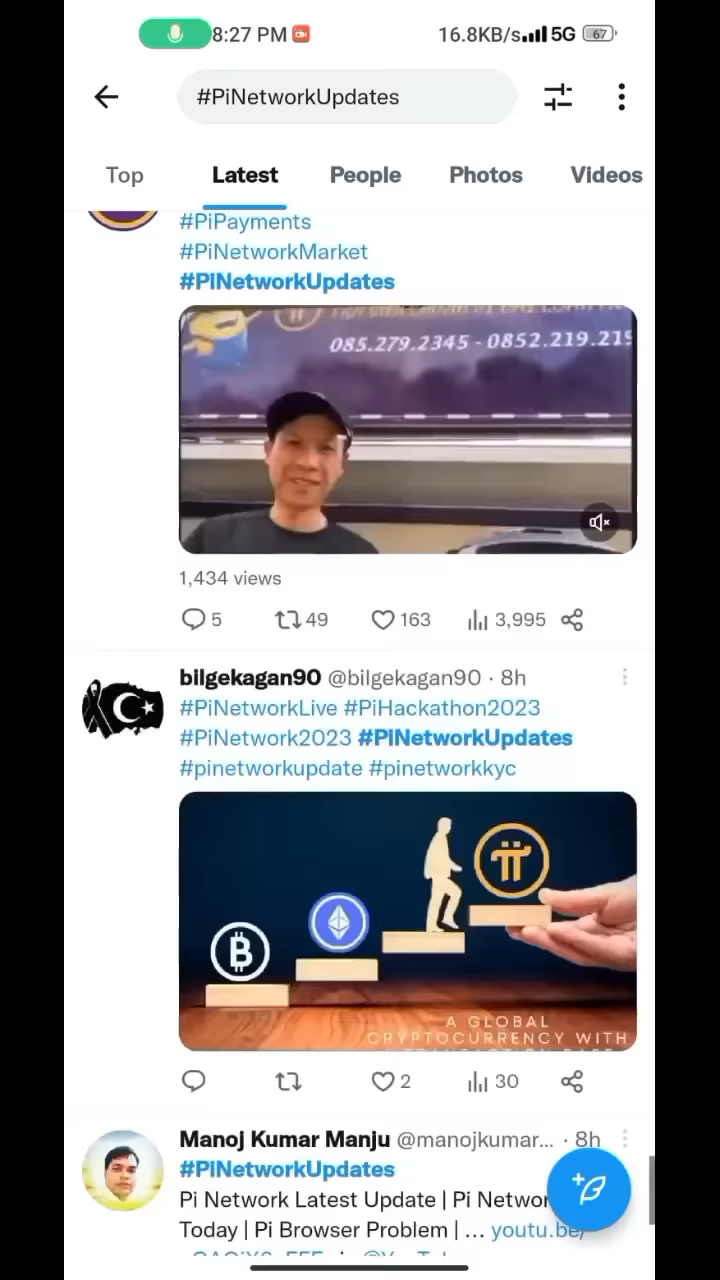 8:27 PM
16.8KB/s 5G 67
#PiNetworkUpdates
Top Latest People Photos Videos
#PiPayments
#PiNetworkMarket
#PiNetworkUpdates
085.279.2345 - 0852.219.219
1,434 views
5 49 163 3,995
bilgekagan90 @bilgekagan90 · 8h
#PiNetworkLive #PiHackathon2023
#PiNetwork2023 #PiNetworkUpdates
#pinetworkupdate #pinetworkkyc
A GLOBAL
CRYPTOCURRENCY WITH
2 30
Manoj Kumar Manju @manojkumar... · 8h
#PiNetworkUpdates
Pi Network Latest Update | Pi Networ
Today | Pi Browser Problem | ... youtu.be/